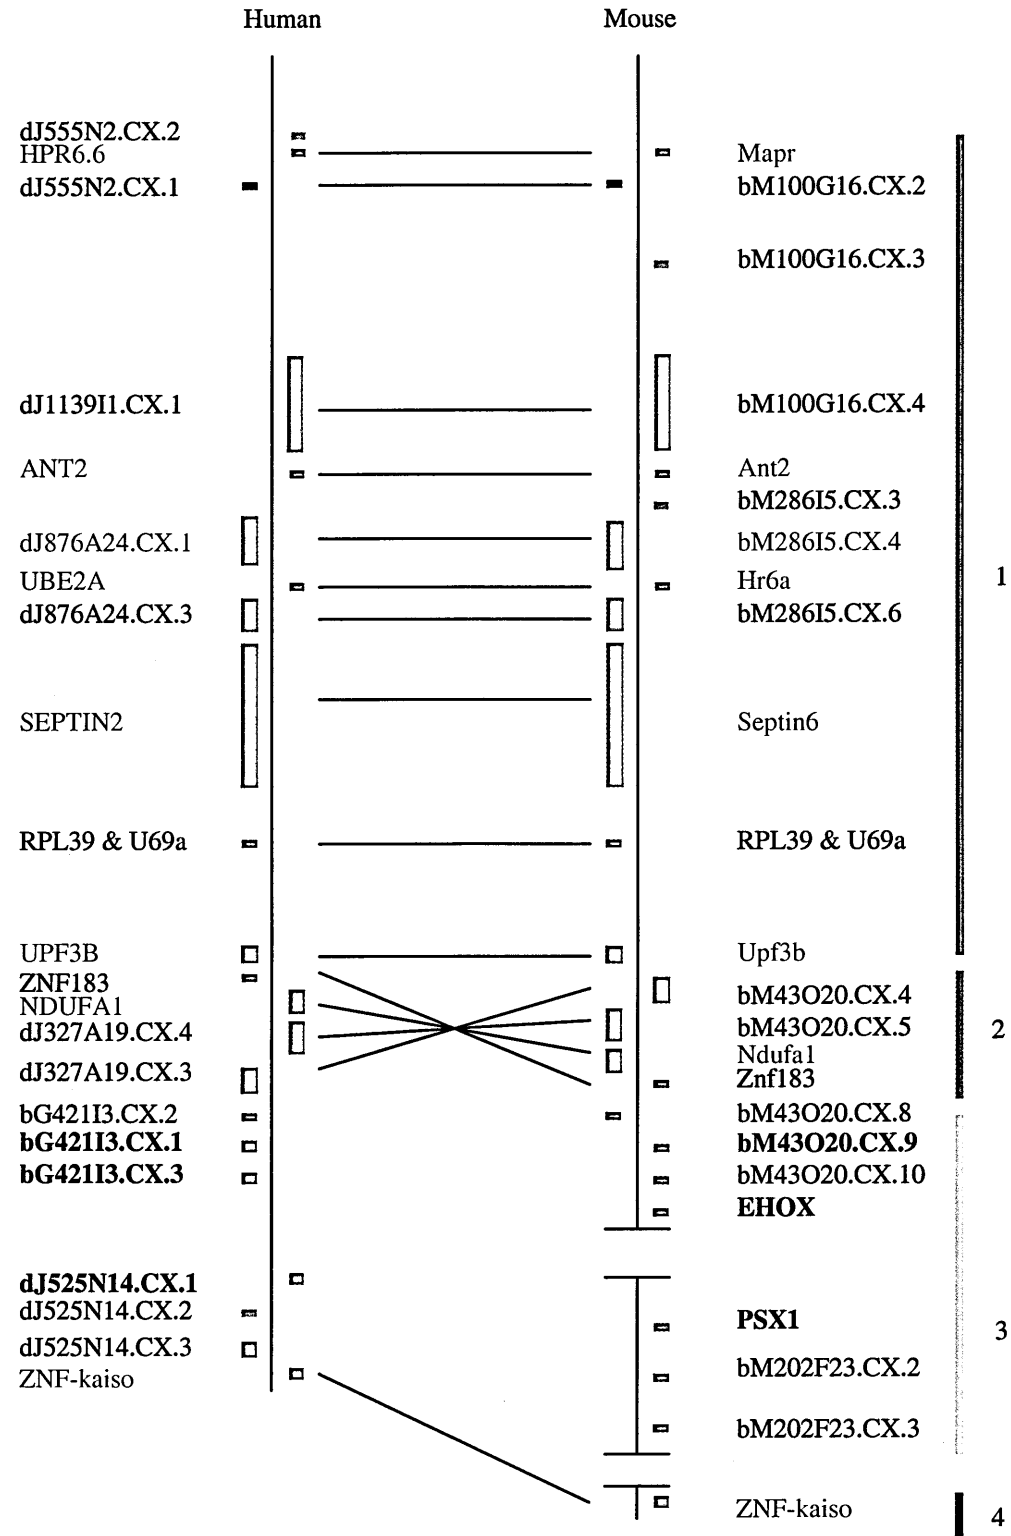 Human
Mouse
dJ555N2.CX.2
HPR6.6
Mapr
dJ555N2.CX.1
bM100G16.CX.2
bM100G16.CX.3
dJ1139I1.CX.1
bM100G16.CX.4
ANT2
Ant2
bM286I5.CX.3
dJ876A24.CX.1
bM286I5.CX.4
UBE2A
Hr6a
1
dJ876A24.CX.3
bM286I5.CX.6
SEPTIN2
Septin6
RPL39 & U69a
RPL39 & U69a
UPF3B
Upf3b
ZNF183
bM43O20.CX.4
NDUFA1
dJ327A19.CX.4
bM43O20.CX.5
2
Ndufa1
dJ327A19.CX.3
Znf183
bG421I3.CX.2
bM43O20.CX.8
bG421I3.CX.1
bM43O20.CX.9
bG421I3.CX.3
bM43O20.CX.10
EHOX
dJ525N14.CX.1
dJ525N14.CX.2
PSX1
3
dJ525N14.CX.3
bM202F23.CX.2
ZNF-kaiso
bM202F23.CX.3
ZNF-kaiso
4